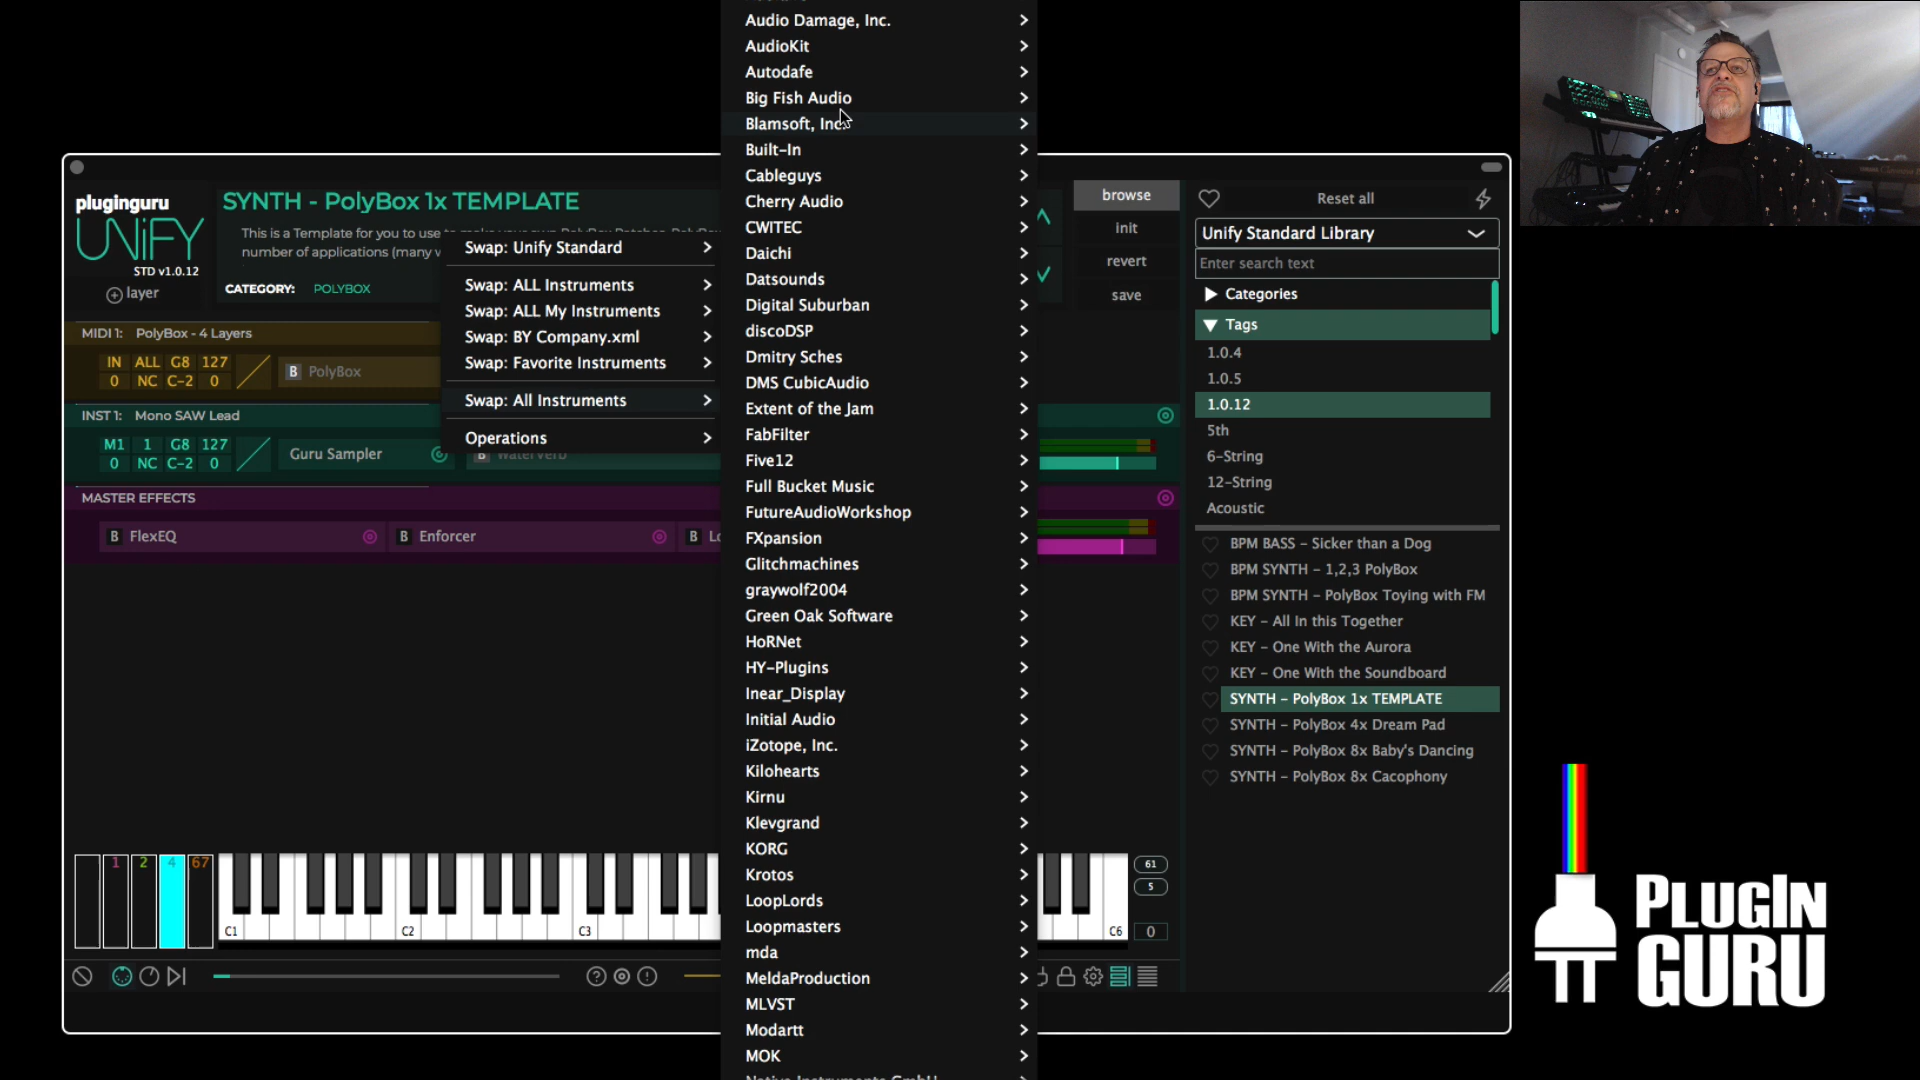 Audio Damage, Inc.
AudioKit
Autodafe
Big Fish Audio
Blamsoft, Inc.
Built-In
Cableguys
Cherry Audio
CWITEC
Daichi
Datsounds
Digital Suburban
discoDSP
Dmitry Sches
DMS CubicAudio
Extent of the Jam
FabFilter
Five12
Full Bucket Music
FutureAudioWorkshop
FXpansion
Glitchmachines
graywolf2004
Green Oak Software
HoRNet
HY-Plugins
Inear_Display
Initial Audio
iZotope, Inc.
Kilohearts
Kirnu
Klevgrand
KORG
Krotos
LoopLords
Loopmasters
mda
MeldaProduction
MLVST
Modartt
MOK
pluginguru
UNiFY
STD v1.0.12
layer
SYNTH - PolyBox 1x TEMPLATE
This is a Template for you to use
number of applications (many
CATEGORY: POLYBOX
Swap: Unify Standard
Swap: ALL Instruments
Swap: ALL My Instruments
Swap: BY Company.xml
Swap: Favorite Instruments
Swap: All Instruments
Operations
MIDI 1: PolyBox - 4 Layers
IN ALL G8 127
0 NC C-2 0
B PolyBox
INST 1: Mono SAW Lead
M1 1 G8 127
0 NC C-2 0
Guru Sampler
B WaterVerb
MASTER EFFECTS
B FlexEQ
B Enforcer
B
1 2 4 67
C1 C2 C3 C6
61
5
0
browse
init
revert
save
Reset all
Unify Standard Library
Enter search text
Categories
Tags
1.0.4
1.0.5
1.0.12
5th
6-String
12-String
Acoustic
BPM BASS - Sicker than a Dog
BPM SYNTH - 1,2,3 PolyBox
BPM SYNTH - PolyBox Toying with FM
KEY - All In this Together
KEY - One With the Aurora
KEY - One With the Soundboard
SYNTH - PolyBox 1x TEMPLATE
SYNTH - PolyBox 4x Dream Pad
SYNTH - PolyBox 8x Baby's Dancing
SYNTH - PolyBox 8x Cacophony
PLUGIN
GURU